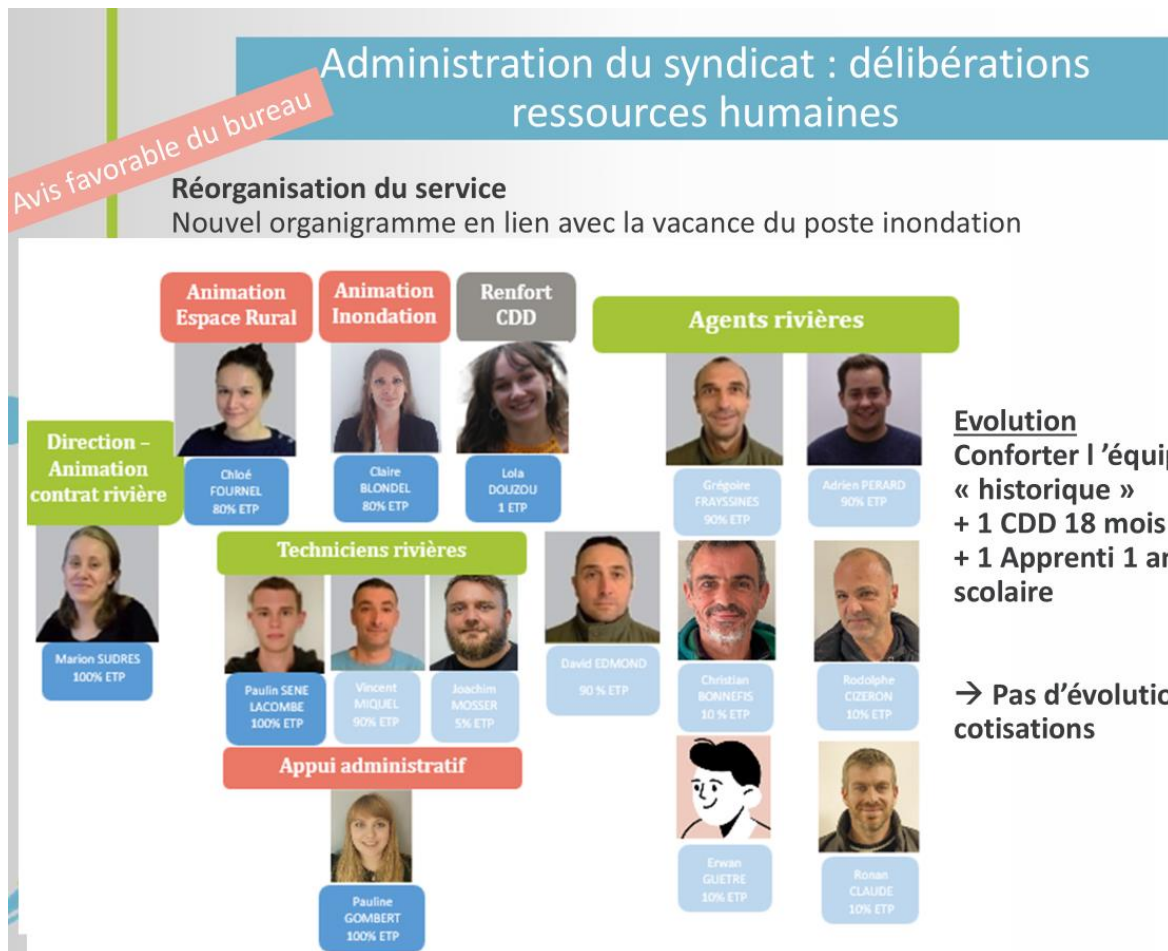 Administration du syndicat : délibérations
ressources humaines
Avis favorable du bureau
Réorganisation du service
Nouvel organigramme en lien avec la vacance du poste inondation
Animation
Espace Rural
Animation
Inondation
Renfort
CDD
Agents rivières
Direction –
Animation
contrat rivière
Chloé
FOURNEL
80% ETP
Claire
BLONDEL
80% ETP
Lola
DOUZOU
1 ETP
Grégoire
FRAYSSINES
90% ETP
Adrien PERARD
90% ETP
Evolution
Conforter l ’équip
« historique »
+ 1 CDD 18 mois
+ 1 Apprenti 1 an
scolaire
Techniciens rivières
Marion SUDRES
100% ETP
Paulin SENE
LACOMBE
100% ETP
Vincent
MIQUEL
90% ETP
Joachim
MOSSER
5% ETP
David EDMOND
90 % ETP
Christian
BONNEFIS
10 % ETP
Rodolphe
CIZERON
10% ETP
→ Pas d’évolutio
cotisations
Appui administratif
Pauline
GOMBERT
100% ETP
Erwan
GUETRE
10% ETP
Ronan
CLAUDE
10% ETP